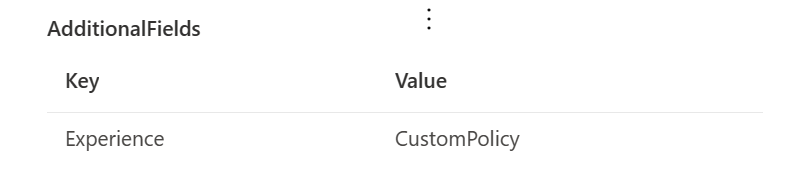 AdditionalFields
Key Value
Experience CustomPolicy